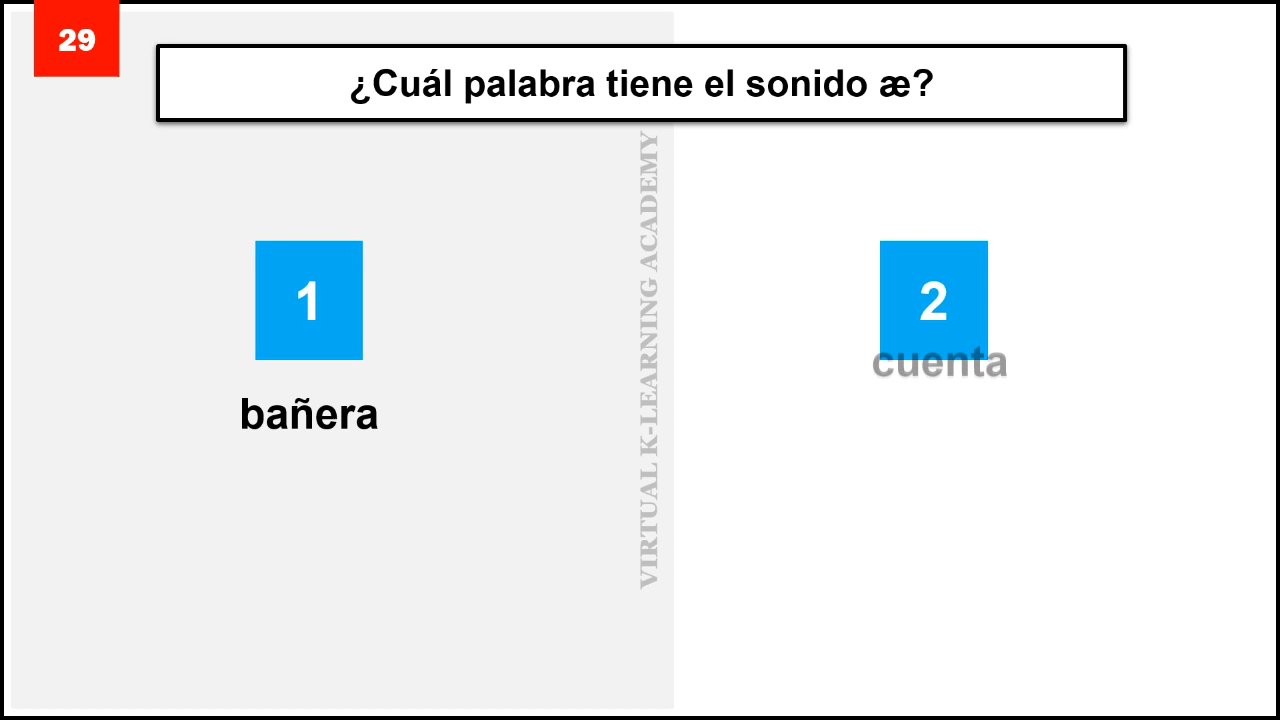 29
¿Cuál palabra tiene el sonido æ?
VIRTUAL K-LEARNING ACADEMY
1
bañera
2
cuenta